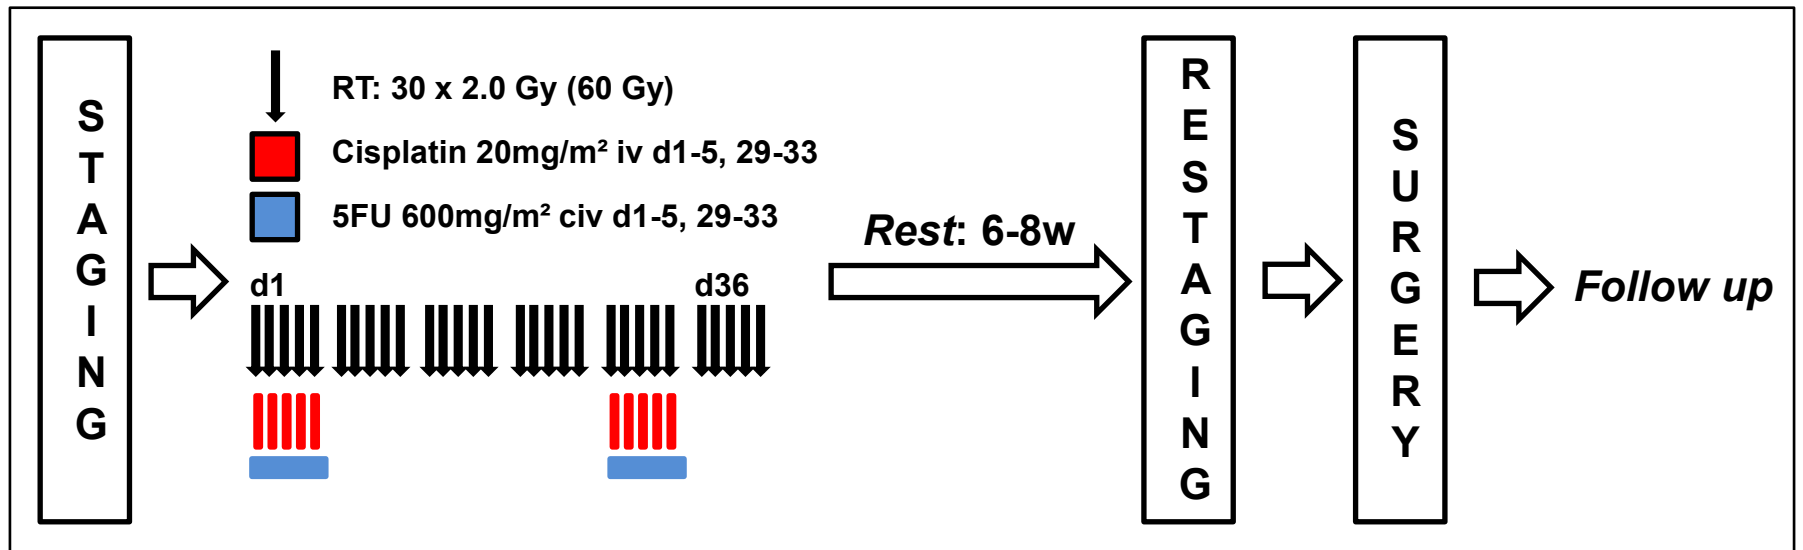 STAGING
RT: 30 x 2.0 Gy (60 Gy)
Cisplatin 20mg/m² iv d1-5, 29-33
5FU 600mg/m² civ d1-5, 29-33
d1
d36
Rest: 6-8w
RESTAGING
SURGERY
Follow up